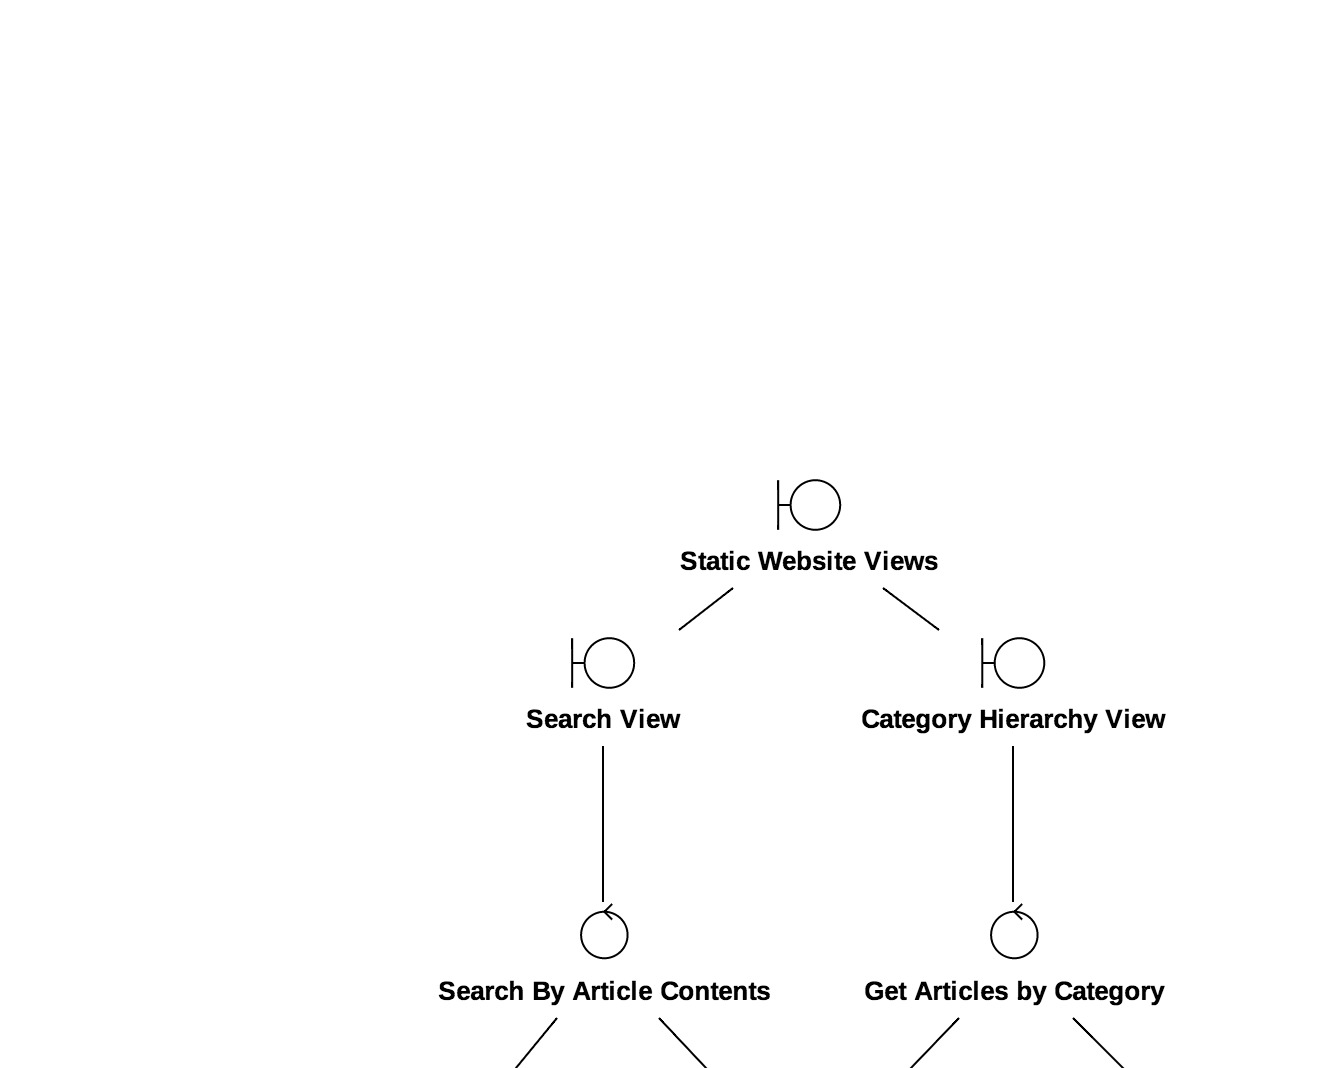 Static Website Views
Search View
Category Hierarchy View
Search By Article Contents
Get Articles by Category